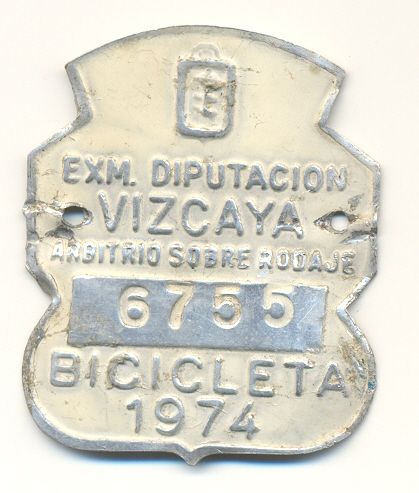 EXM. DIPUTACION
VIZCAYA
ARBITRIO SOBRE RODAJE
6755
BICICLETA
1974